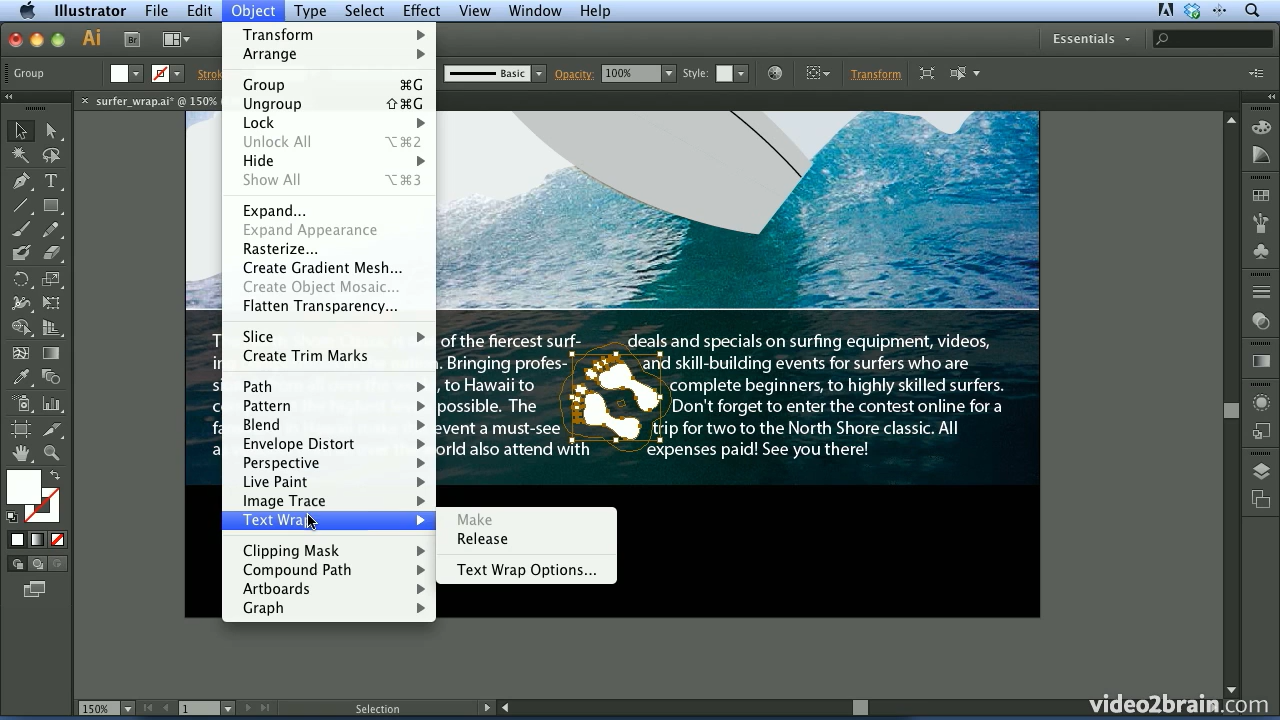 Illustrator File Edit Object Type Select Effect View Window Help
Ai Br Essentials
Group Strok Basic Opacity: 100% Style: Transform
surfer_wrap.ai* @ 150%
Transform
Arrange
Group ⌘G
Ungroup ⇧⌘G
Lock
Unlock All ⌥⌘2
Hide
Show All ⌥⌘3
Expand...
Expand Appearance
Rasterize...
Create Gradient Mesh...
Create Object Mosaic...
Flatten Transparency...
Slice
Create Trim Marks
Path
Pattern
Blend
Envelope Distort
Perspective
Live Paint
Image Trace
Text Wrap
Clipping Mask
Compound Path
Artboards
Graph
Make
Release
Text Wrap Options...
of the fiercest surf-
Bringing profes-
to Hawaii to
possible. The
event a must-see
world also attend with
deals and specials on surfing equipment, videos,
and skill-building events for surfers who are
complete beginners, to highly skilled surfers.
Don't forget to enter the contest online for a
trip for two to the North Shore classic. All
expenses paid! See you there!
150% 1 Selection
video2brain.com